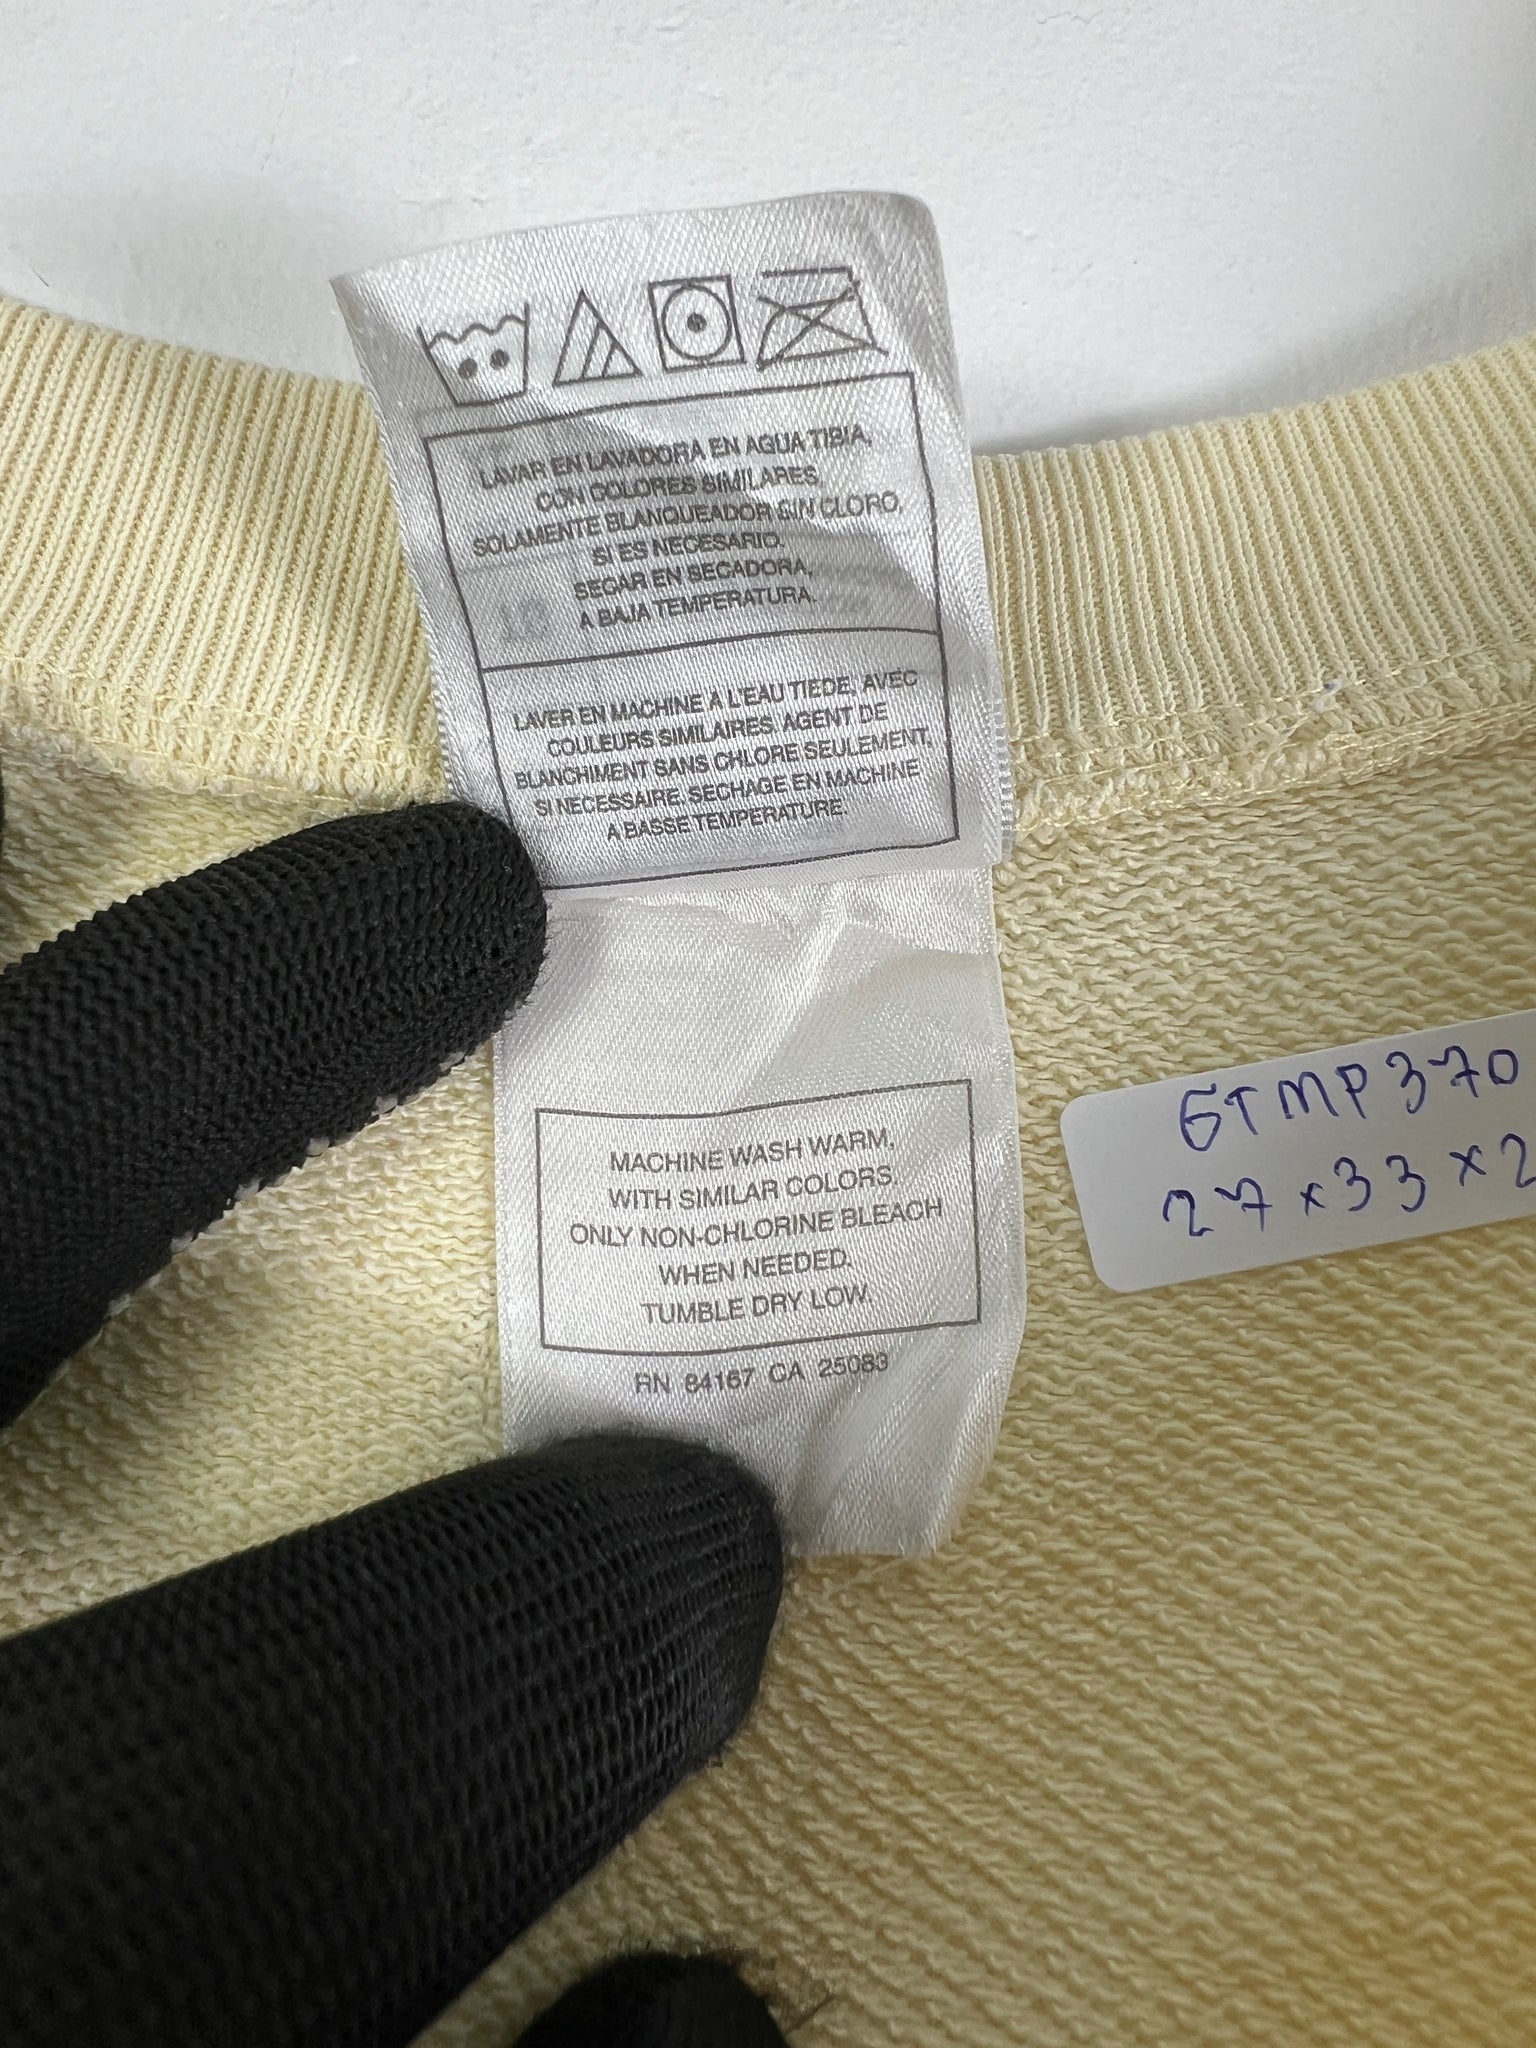 LAVAR EN LAVADORA EN AQUA TIBIA,
CON COLORES SIMILARES.
SOLAMENTE BLANQUEADOR SIN CLORO,
SI ES NECESARIO.
SECAR EN SECADORA,
A BAJA TEMPERATURA.
LAVER EN MACHINE A L'EAU TIEDE, AVEC
COULEURS SIMILAIRES. AGENT DE
BLANCHIMENT SANS CHLORE SEULEMENT,
SI NECESSAIRE. SECHAGE EN MACHINE
A BASSE TEMPERATURE.
MACHINE WASH WARM,
WITH SIMILAR COLORS.
ONLY NON-CHLORINE BLEACH
WHEN NEEDED.
TUMBLE DRY LOW.
RN 84167 CA 25083
GTMP370
27x33x2